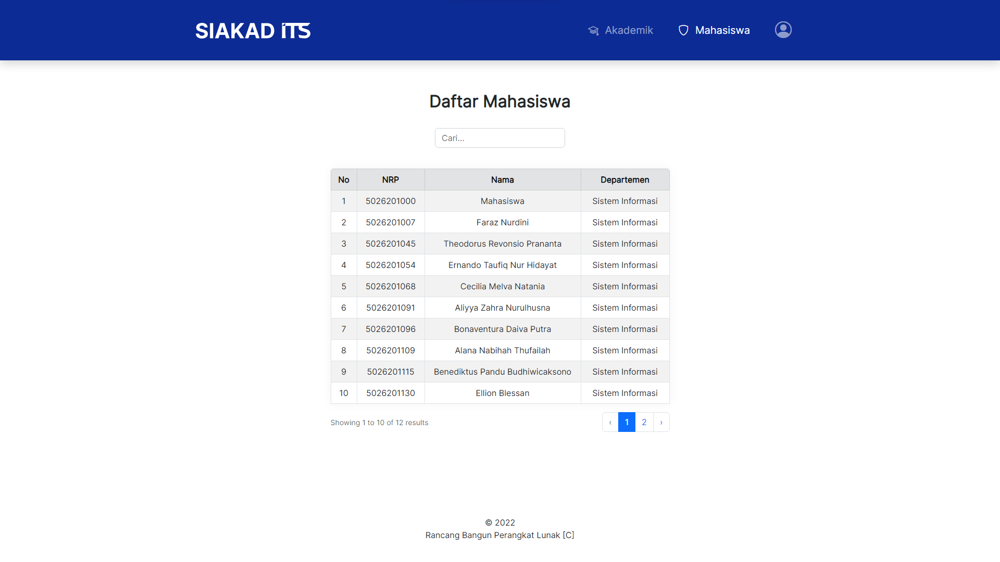 SIAKAD ITS
Akademik
Mahasiswa
Daftar Mahasiswa
Cari...
No NRP Nama Departemen
1 5026201000 Mahasiswa Sistem Informasi
2 5026201007 Faraz Nurdini Sistem Informasi
3 5026201045 Theodorus Revonsio Prananta Sistem Informasi
4 5026201054 Ernando Taufiq Nur Hidayat Sistem Informasi
5 5026201068 Cecilia Melva Natania Sistem Informasi
6 5026201091 Aliyya Zahra Nurulhusna Sistem Informasi
7 5026201096 Bonaventura Daiva Putra Sistem Informasi
8 5026201109 Alana Nabihah Thufailah Sistem Informasi
9 5026201115 Benediktus Pandu Budhiwicaksono Sistem Informasi
10 5026201130 Ellion Blessan Sistem Informasi
Showing 1 to 10 of 12 results ‹ 1 2 ›
© 2022
Rancang Bangun Perangkat Lunak [C]